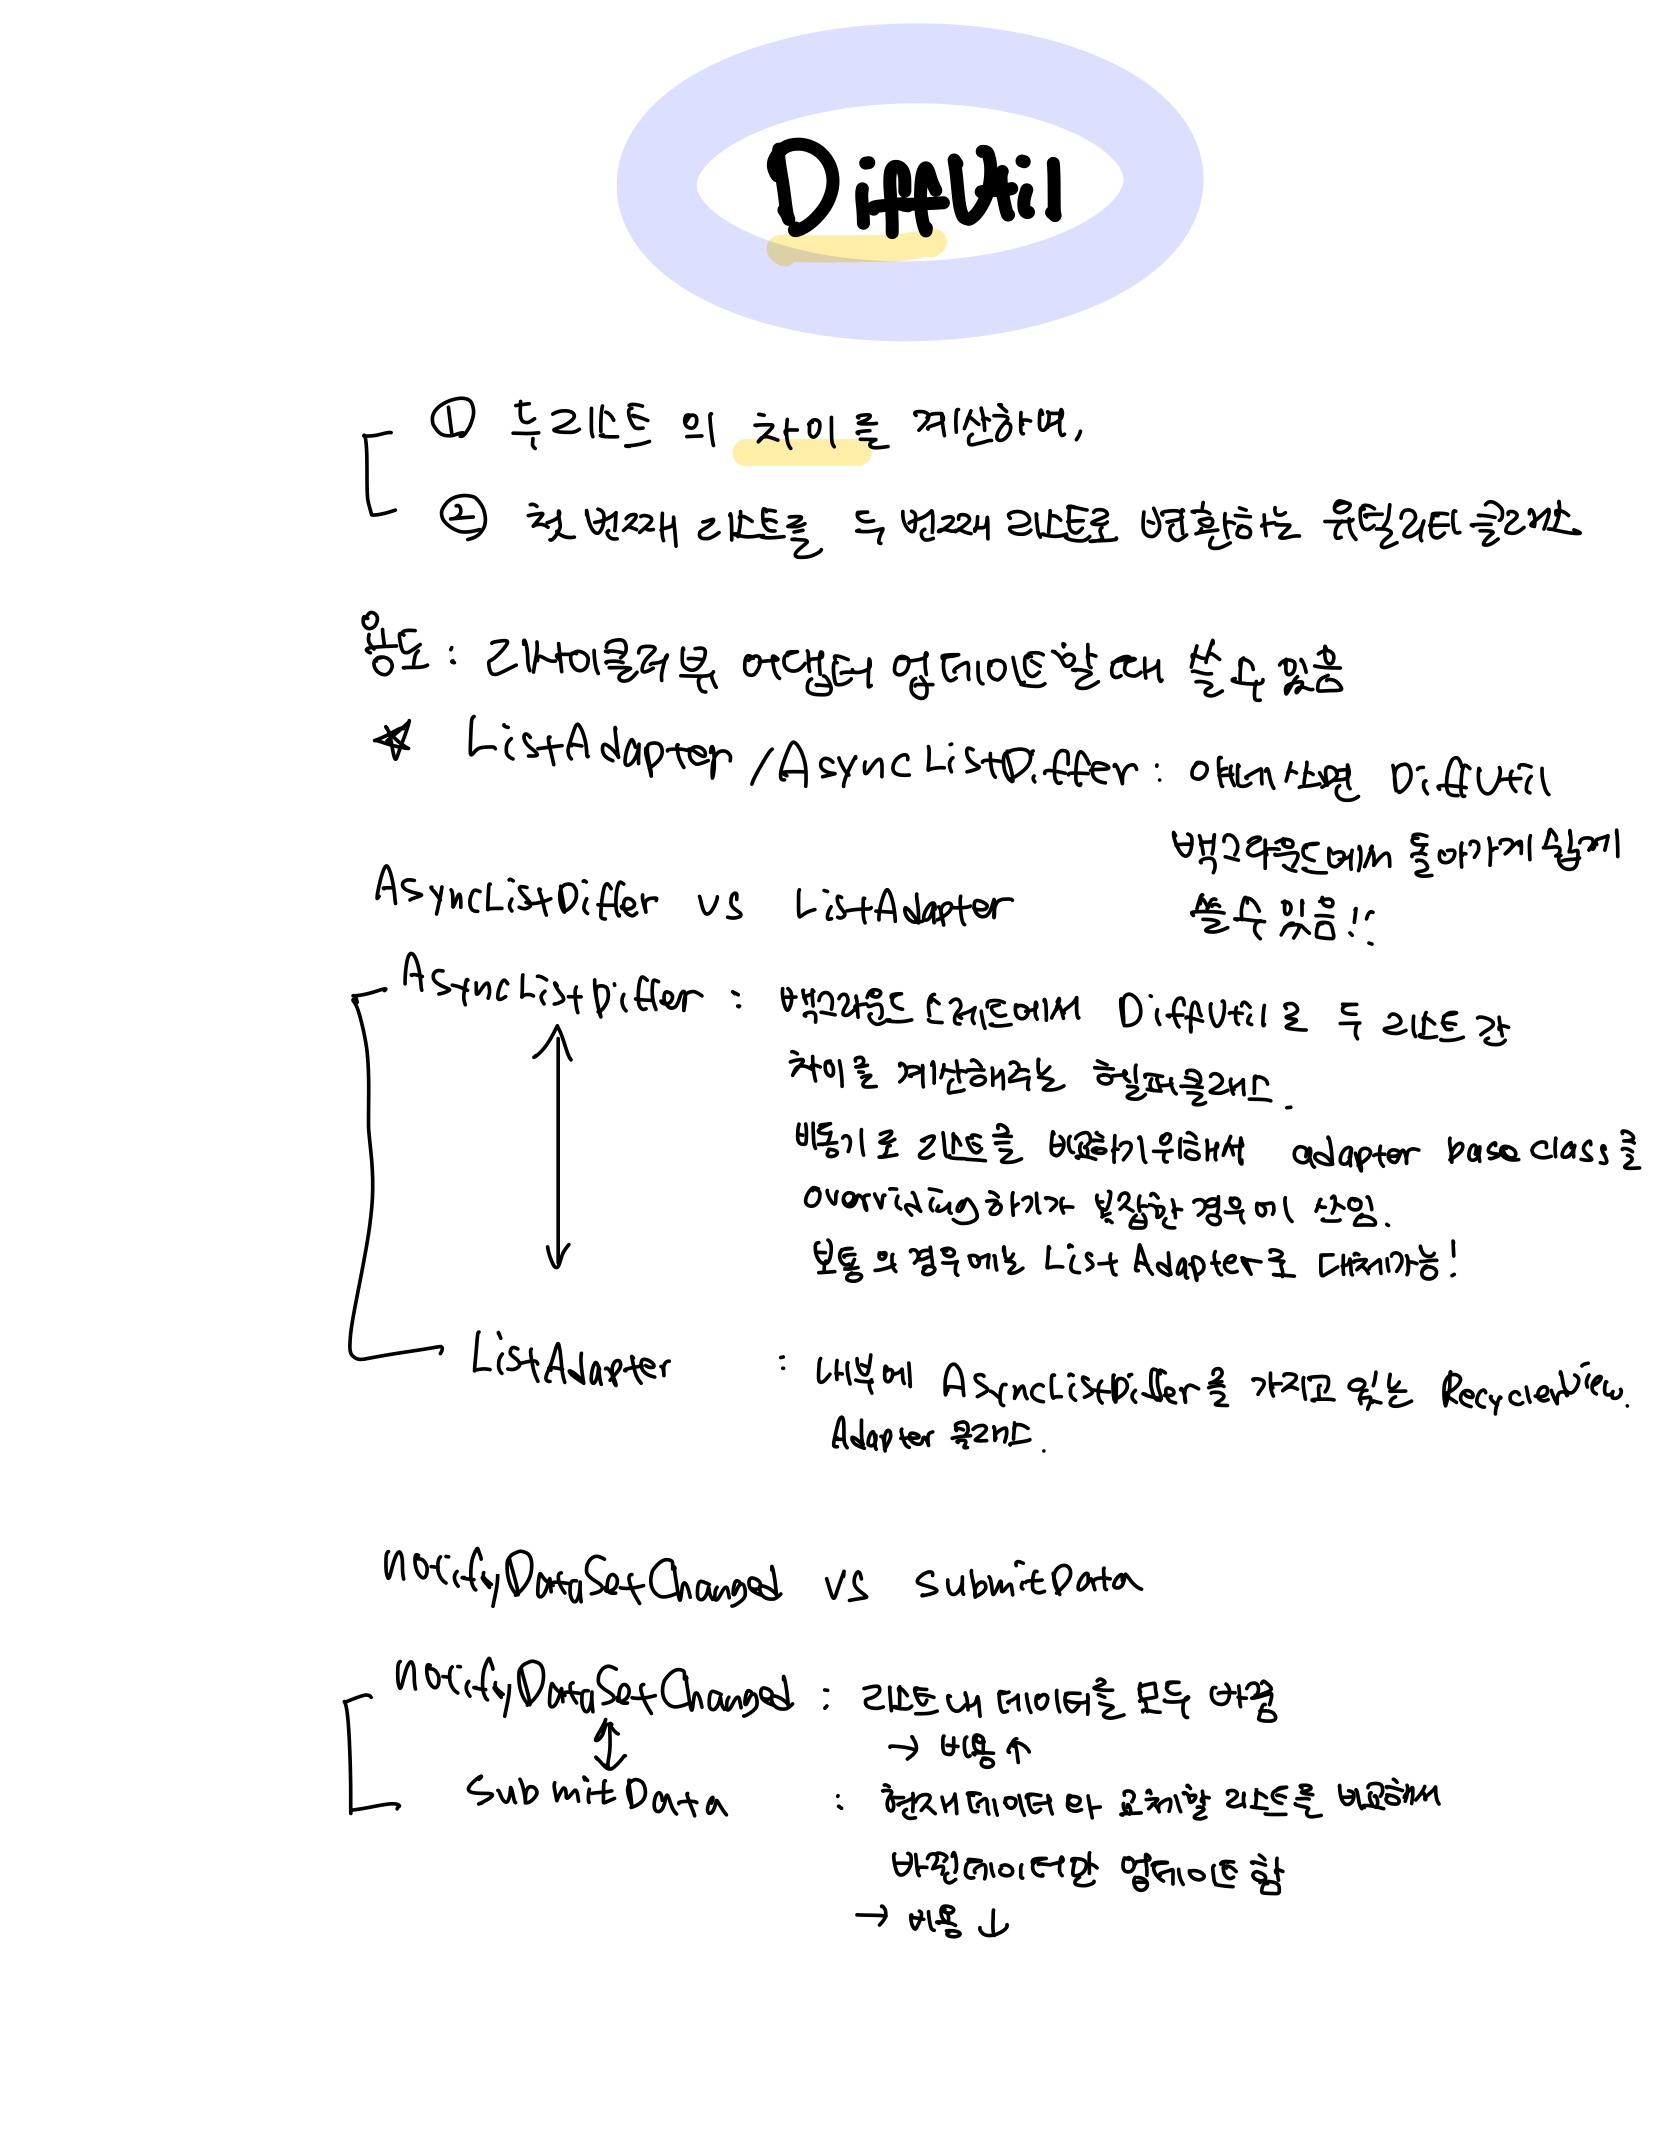 DiffUtil
① 두 리스트 의 차이를 계산하며,
② 첫 번째 리스트를 두 번째 리스트로 변환하는 유틸리티 클래스
용도 : 리사이클러뷰 어댑터 업데이트할 때 쓸 수 있음
☆ ListAdapter / AsyncListDiffer : 얘네 쓰면 DiffUtil
백그라운드에서 돌아가게 쉽게
쓸 수 있음!!
AsyncListDiffer vs ListAdapter
AsyncListDiffer : 백그라운드 스레드에서 DiffUtil로 두 리스트 간
차이를 계산해주는 헬퍼클래스.
비동기로 리스트를 비교하기위해서 adapter base class를
overriding하기가 복잡한 경우에 쓰임.
보통의 경우에는 List Adapter로 대체가능!
ListAdapter : 내부에 AsyncListDiffer를 가지고 있는 RecyclerView.
Adapter 클래스.
notifyDataSetChanged vs submitData
notifyDataSetChanged : 리스트 내 데이터를 모두 바꿈
→ 비용 ↑
submitData : 현재 데이터와 교체할 리스트를 비교해서
바뀐데이터만 업데이트함
→ 비용 ↓